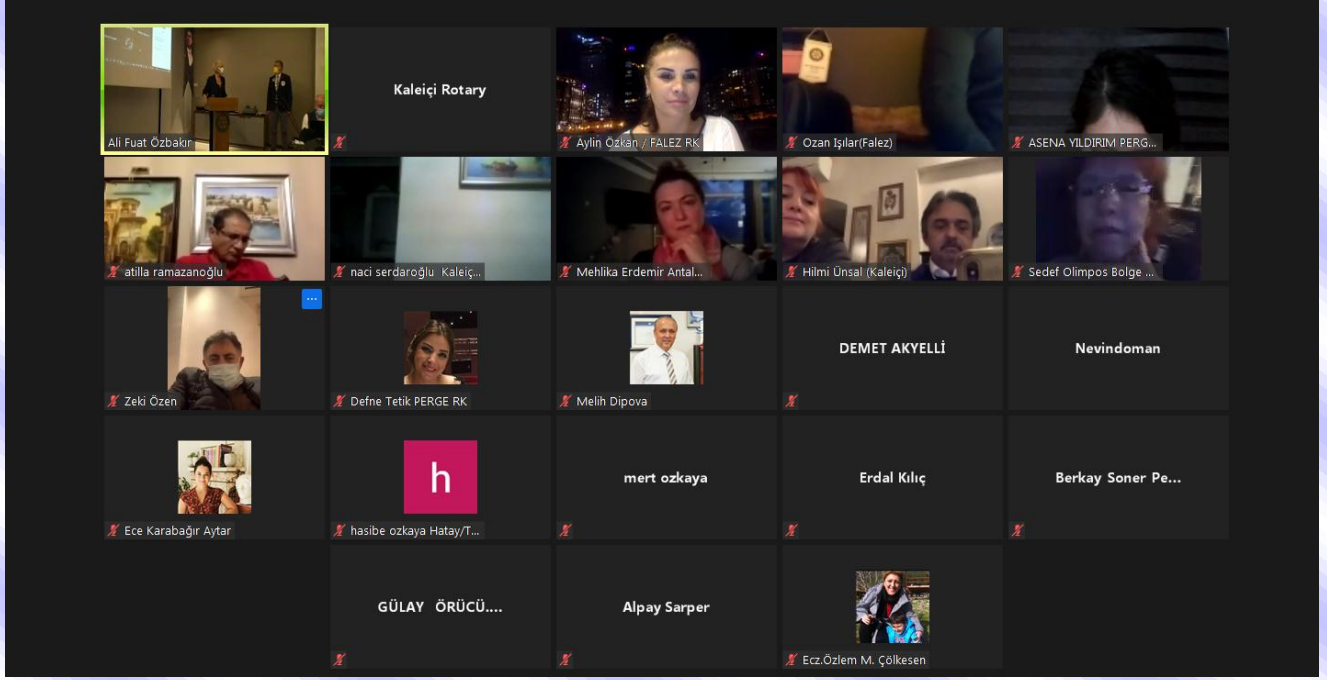 Ali Fuat Özbakır
Kaleiçi Rotary
Aylin Özkan / FALEZ RK
Ozan Işılar(Falez)
ASENA YILDIRIM PERG...
atilla ramazanoğlu
naci serdaroğlu Kaleiç...
Mehlika Erdemir Antal...
Hilmi Ünsal (Kaleiçi)
Sedef Olimpos Bolge ...
Zeki Özen
Defne Tetik PERGE RK
Melih Dipova
DEMET AKYELLİ
Nevindoman
Ece Karabağır Aytar
h
hasibe ozkaya Hatay/T...
mert ozkaya
Erdal Kılıç
Berkay Soner Pe...
GÜLAY ÖRÜCÜ....
Alpay Sarper
Ecz.Özlem M. Çölkesen